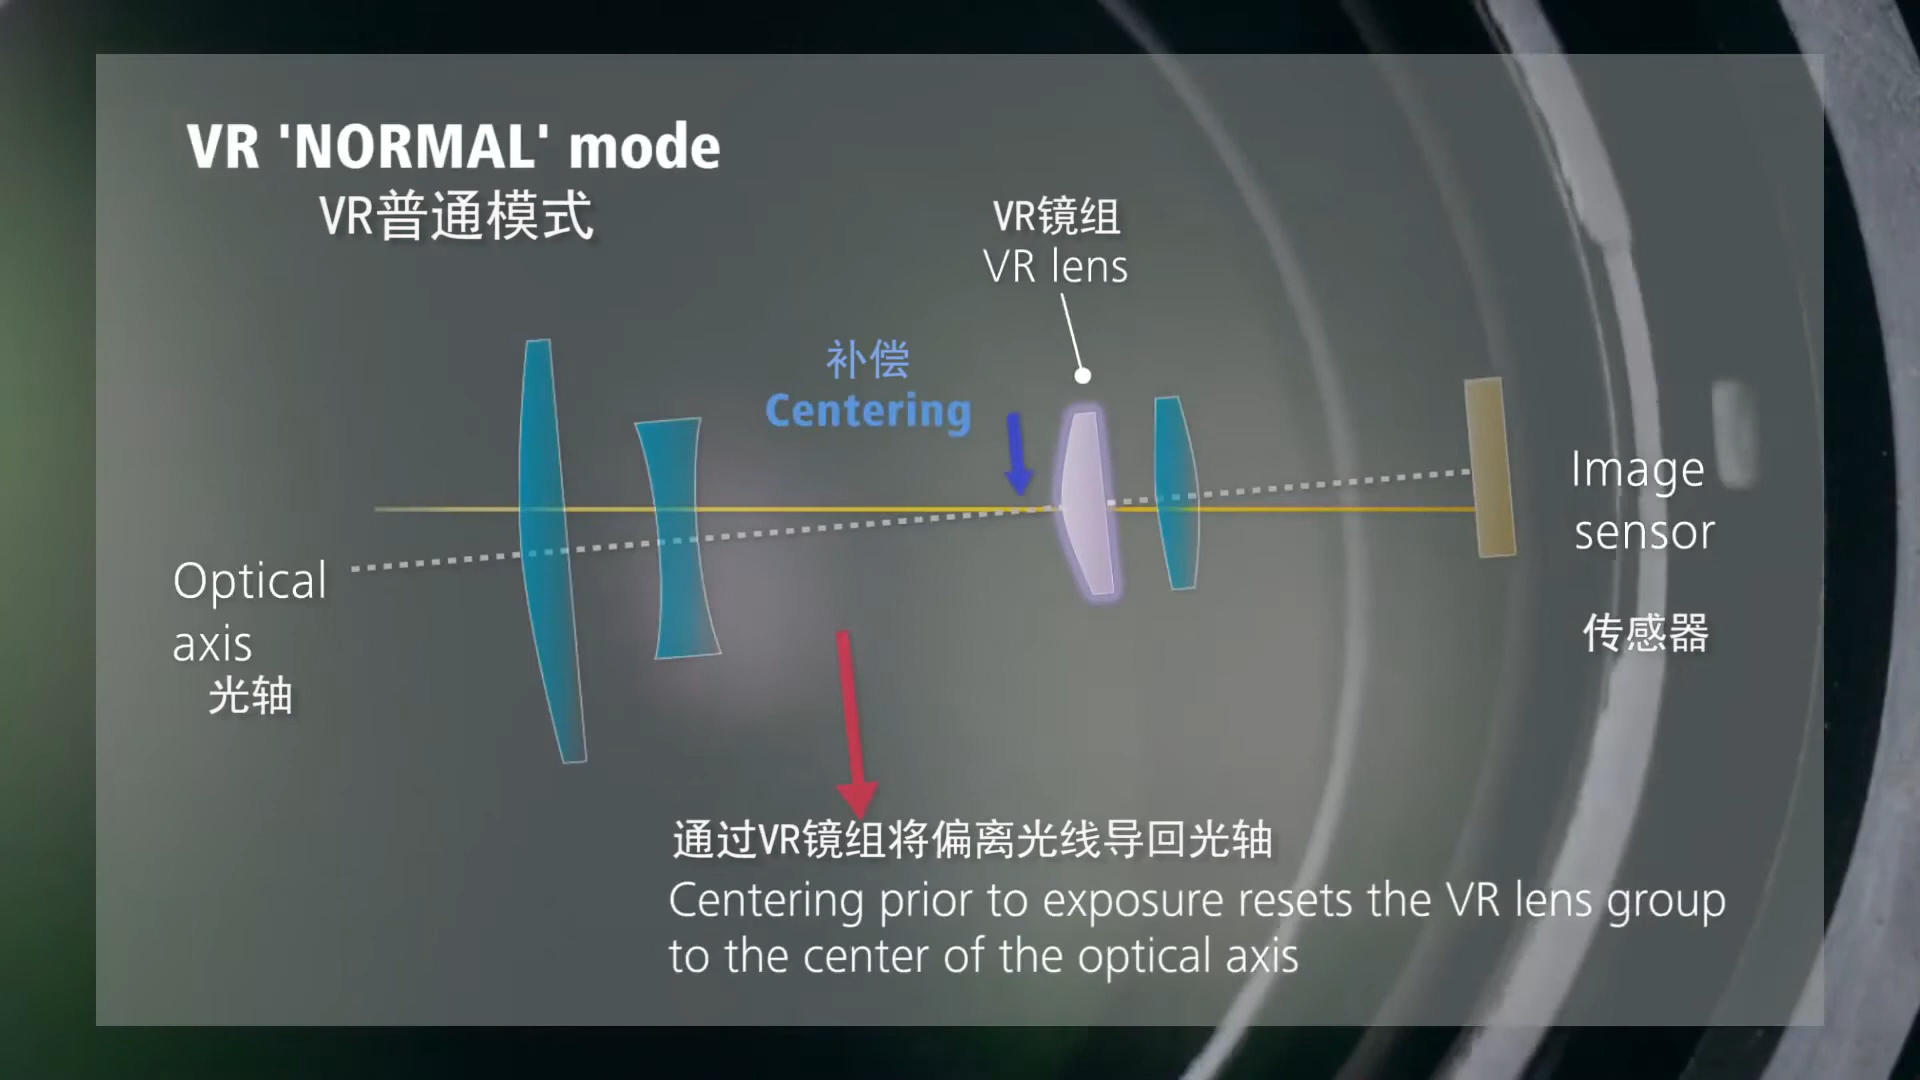 VR 'NORMAL' mode
VR普通模式
VR镜组
VR lens
补偿
Centering
Optical
axis
光轴
Image
sensor
传感器
通过VR镜组将偏离光线导回光轴
Centering prior to exposure resets the VR lens group
to the center of the optical axis